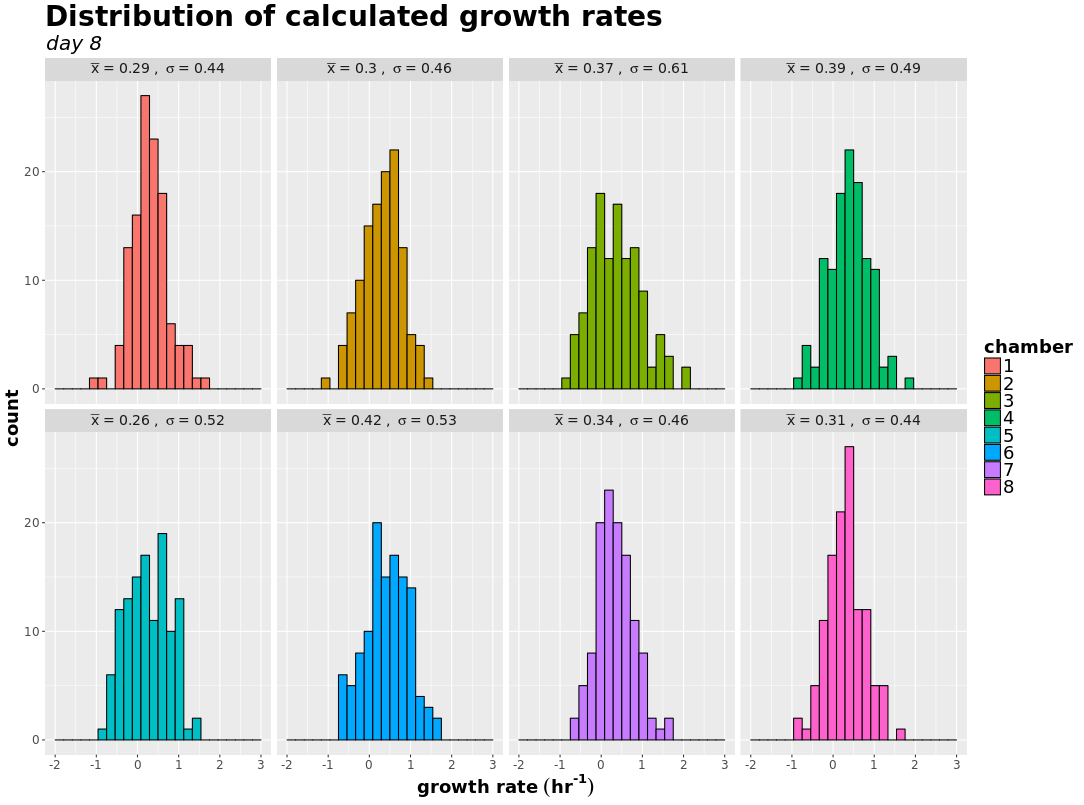 Distribution of calculated growth rates
day 8
x̅ = 0.29 , σ = 0.44
x̅ = 0.3 , σ = 0.46
x̅ = 0.37 , σ = 0.61
x̅ = 0.39 , σ = 0.49
20
10
0
x̅ = 0.26 , σ = 0.52
x̅ = 0.42 , σ = 0.53
x̅ = 0.34 , σ = 0.46
x̅ = 0.31 , σ = 0.44
20
10
0
-2 -1 0 1 2 3
-2 -1 0 1 2 3
-2 -1 0 1 2 3
-2 -1 0 1 2 3
count
growth rate (hr⁻¹)
chamber
1
2
3
4
5
6
7
8